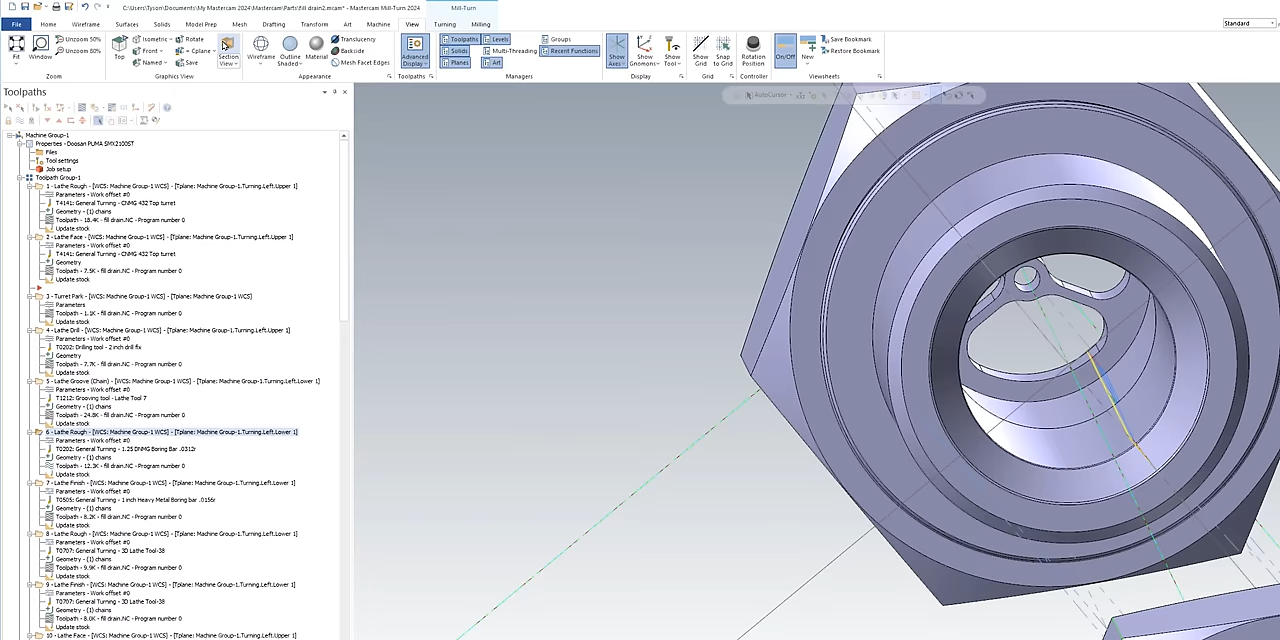 C:\Users\Tyson\Documents\My Mastercam 2024\Mastercam\Parts\fill drain2.mcam* - Mastercam Mill-Turn 2024
Mill-Turn
File Home Wireframe Surfaces Solids Model Prep Mesh Drafting Transform Art Machine View Turning Milling
Standard
Fit
Window
Unzoom 50%
Unzoom 80%
Zoom
Top
Isometric
Front
Named
Rotate
Cplane
Save
Section View
Graphics View
Wireframe
Outline Shaded
Material
Translucency
Backside
Mesh Facet Edges
Appearance
Advanced Display
Toolpaths
Toolpaths
Solids
Planes
Levels
Multi-Threading
Art
Groups
Recent Functions
Managers
Show Axes
Show Gnomons
Show Tool
Display
Show Grid
Snap to Grid
Grid
Rotation Position
Controller
On/Off
New
Save Bookmark
Restore Bookmark
Viewsheets
Toolpaths
AutoCursor
Machine Group-1
Properties - Doosan PUMA SMX2100ST
Files
Tool settings
Job setup
Toolpath Group-1
1 - Lathe Rough - [WCS: Machine Group-1 WCS] - [Tplane: Machine Group-1.Turning.Left.Upper 1]
Parameters - Work offset #0
T4141: General Turning - CNMG 432 Top turret
Geometry - (1) chains
Toolpath - 18.4K - fill drain.NC - Program number 0
Update stock
2 - Lathe Face - [WCS: Machine Group-1 WCS] - [Tplane: Machine Group-1.Turning.Left.Upper 1]
Parameters - Work offset #0
T4141: General Turning - CNMG 432 Top turret
Geometry
Toolpath - 7.5K - fill drain.NC - Program number 0
Update stock
3 - Turret Park - [WCS: Machine Group-1 WCS] - [Tplane: Machine Group-1 WCS]
Parameters
Toolpath - 1.1K - fill drain.NC - Program number 0
Update stock
4 - Lathe Drill - [WCS: Machine Group-1 WCS] - [Tplane: Machine Group-1.Turning.Left.Upper 1]
Parameters - Work offset #0
T0202: Drilling tool - 2 inch drill fix
Geometry
Toolpath - 7.7K - fill drain.NC - Program number 0
Update stock
5 - Lathe Groove (Chain) - [WCS: Machine Group-1 WCS] - [Tplane: Machine Group-1.Turning.Left.Lower 1]
Parameters - Work offset #0
T1212: Grooving tool - Lathe Tool 7
Geometry - (1) chains
Toolpath - 24.8K - fill drain.NC - Program number 0
Update stock
6 - Lathe Rough - [WCS: Machine Group-1 WCS] - [Tplane: Machine Group-1.Turning.Left.Lower 1]
Parameters - Work offset #0
T0202: General Turning - 1.25 DNMG Boring Bar .0312r
Geometry - (1) chains
Toolpath - 12.3K - fill drain.NC - Program number 0
Update stock
7 - Lathe Finish - [WCS: Machine Group-1 WCS] - [Tplane: Machine Group-1.Turning.Left.Lower 1]
Parameters - Work offset #0
T0505: General Turning - 1 inch Heavy Metal Boring bar .0156r
Geometry - (1) chains
Toolpath - 8.2K - fill drain.NC - Program number 0
Update stock
8 - Lathe Rough - [WCS: Machine Group-1 WCS] - [Tplane: Machine Group-1.Turning.Left.Lower 1]
Parameters - Work offset #0
T0707: General Turning - 3D Lathe Tool-38
Geometry - (1) chains
Toolpath - 9.9K - fill drain.NC - Program number 0
Update stock
9 - Lathe Finish - [WCS: Machine Group-1 WCS] - [Tplane: Machine Group-1.Turning.Left.Lower 1]
Parameters - Work offset #0
T0707: General Turning - 3D Lathe Tool-38
Geometry - (1) chains
Toolpath - 8.0K - fill drain.NC - Program number 0
Update stock
10 - Lathe Face - [WCS: Machine Group-1 WCS] - [Tplane: Machine Group-1.Turning.Left.Upper 1]